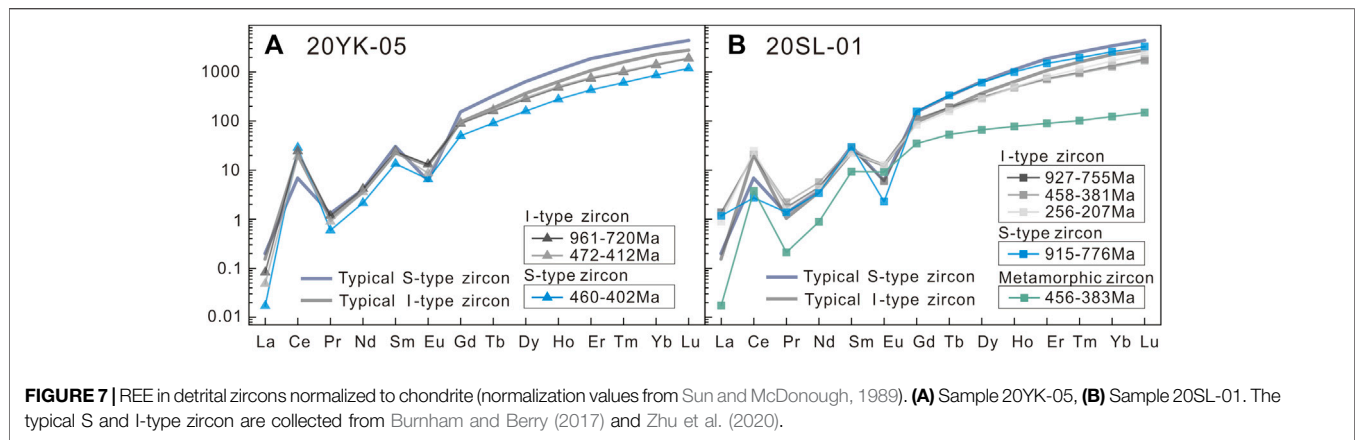 A 20YK-05
B 20SL-01
1000
100
10
1
0.1
0.01
I-type zircon
961-720Ma
472-412Ma
S-type zircon
460-402Ma
Typical S-type zircon
Typical I-type zircon
I-type zircon
927-755Ma
458-381Ma
256-207Ma
S-type zircon
915-776Ma
Metamorphic zircon
456-383Ma
Typical S-type zircon
Typical I-type zircon
La Ce Pr Nd Sm Eu Gd Tb Dy Ho Er Tm Yb Lu
La Ce Pr Nd Sm Eu Gd Tb Dy Ho Er Tm Yb Lu
FIGURE 7 | REE in detrital zircons normalized to chondrite (normalization values from Sun and McDonough, 1989). (A) Sample 20YK-05, (B) Sample 20SL-01. The
typical S and I-type zircon are collected from Burnham and Berry (2017) and Zhu et al. (2020).